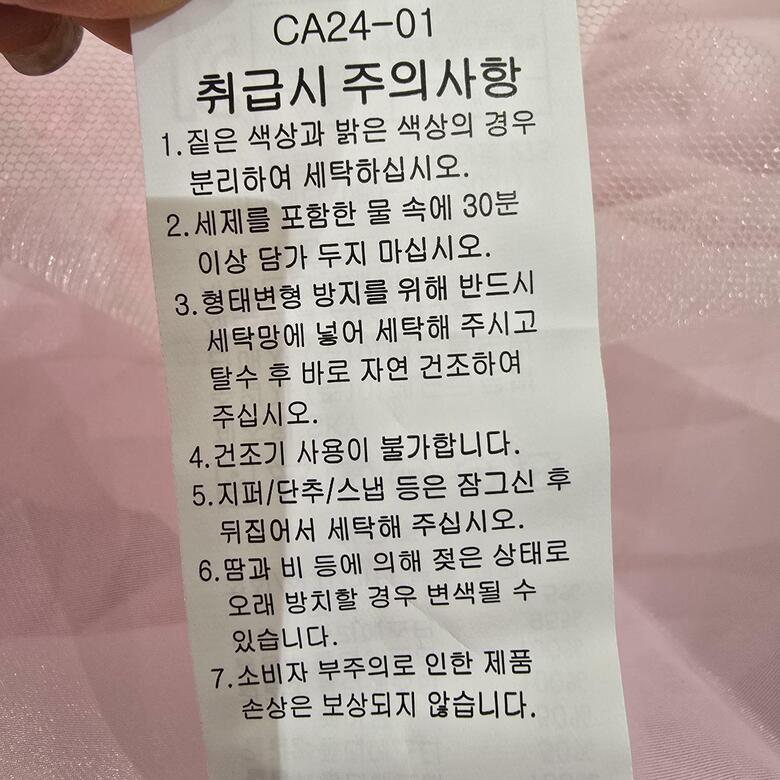 CA24-01
취급시 주의사항
1.짙은 색상과 밝은 색상의 경우
분리하여 세탁하십시오.
2.세제를 포함한 물 속에 30분
이상 담가 두지 마십시오.
3.형태변형 방지를 위해 반드시
세탁망에 넣어 세탁해 주시고
탈수 후 바로 자연 건조하여
주십시오.
4.건조기 사용이 불가합니다.
5.지퍼/단추/스냅 등은 잠그신 후
뒤집어서 세탁해 주십시오.
6.땀과 비 등에 의해 젖은 상태로
오래 방치할 경우 변색될 수
있습니다.
7.소비자 부주의로 인한 제품
손상은 보상되지 않습니다.